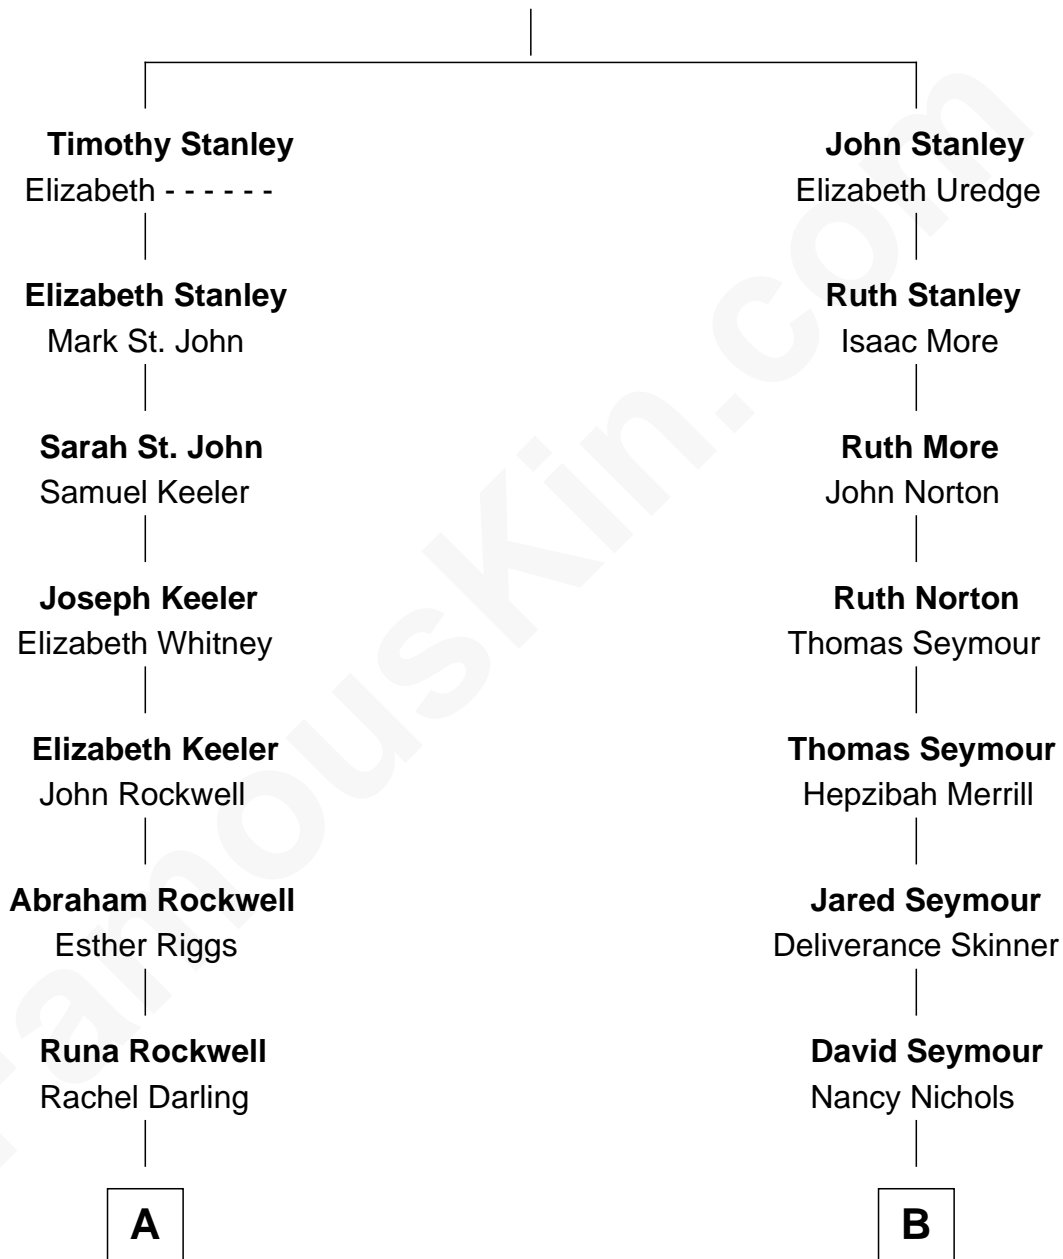 Timothy Stanley
Elizabeth - - - - - -
Elizabeth Stanley
Mark St. John
Sarah St. John
Samuel Keeler
Joseph Keeler
Elizabeth Whitney
Elizabeth Keeler
John Rockwell
Abraham Rockwell
Esther Riggs
Runa Rockwell
Rachel Darling
A
John Stanley
Elizabeth Uredge
Ruth Stanley
Isaac More
Ruth More
John Norton
Ruth Norton
Thomas Seymour
Thomas Seymour
Hepzibah Merrill
Jared Seymour
Deliverance Skinner
David Seymour
Nancy Nichols
B
FamousKin.com